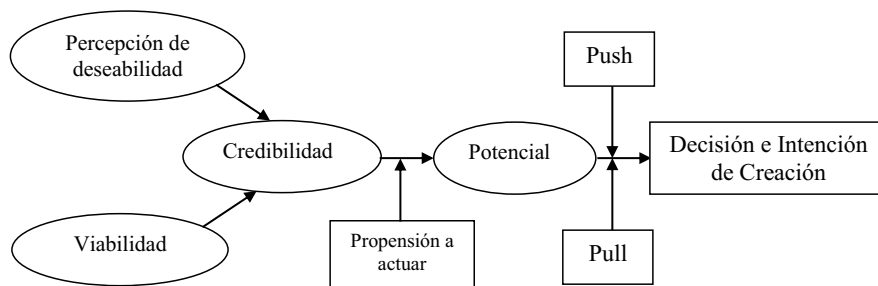 Percepción de
deseabilidad
Viabilidad
Credibilidad
Propensión a
actuar
Potencial
Push
Pull
Decisión e Intención
de Creación